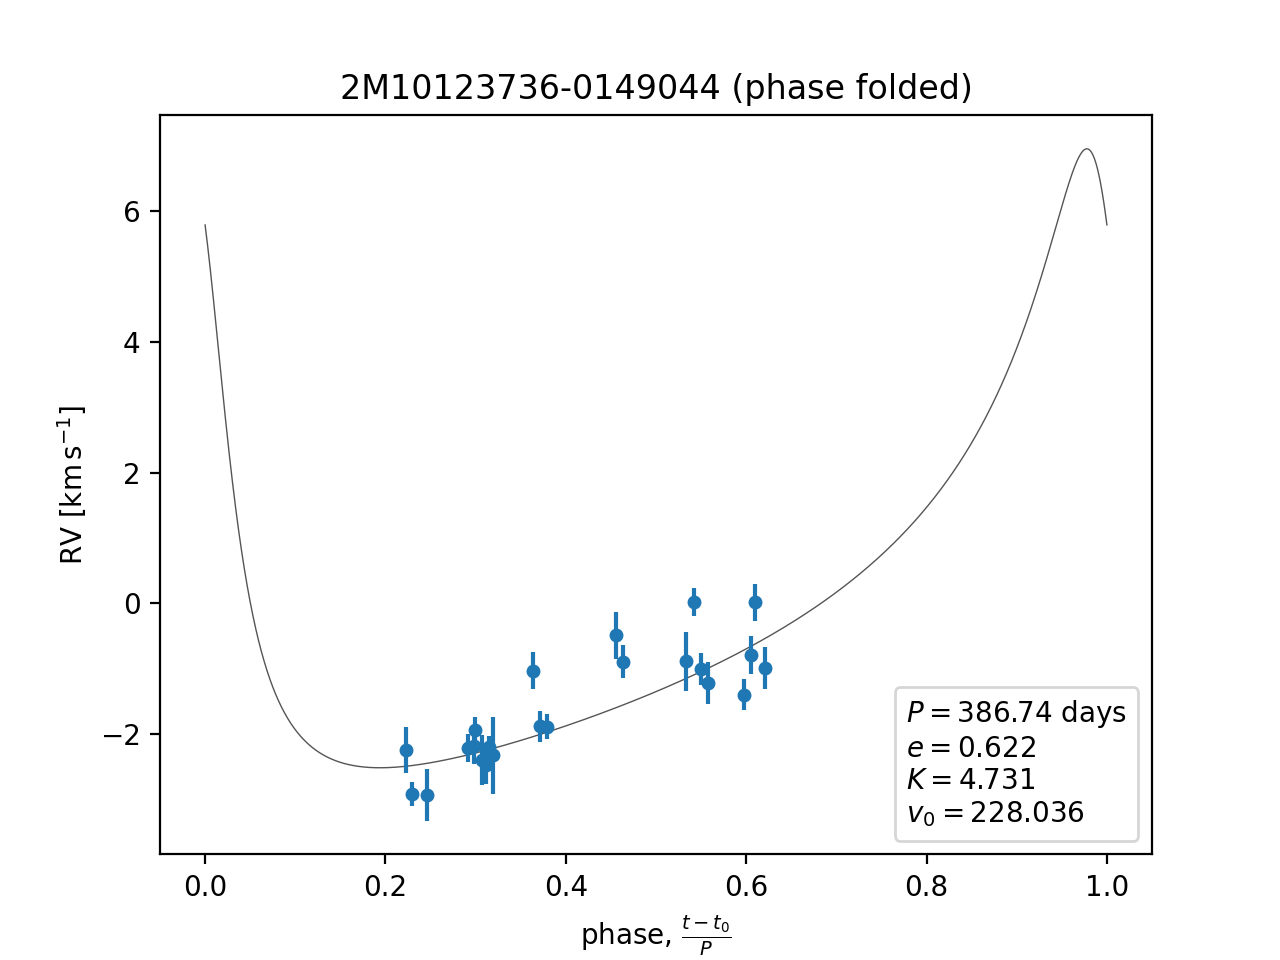 2M10123736-0149044 (phase folded)
RV [km s⁻¹]
6
4
2
0
−2
P = 386.74 days
e = 0.622
K = 4.731
v₀ = 228.036
0.0 0.2 0.4 0.6 0.8 1.0
phase, (t − t₀)/P